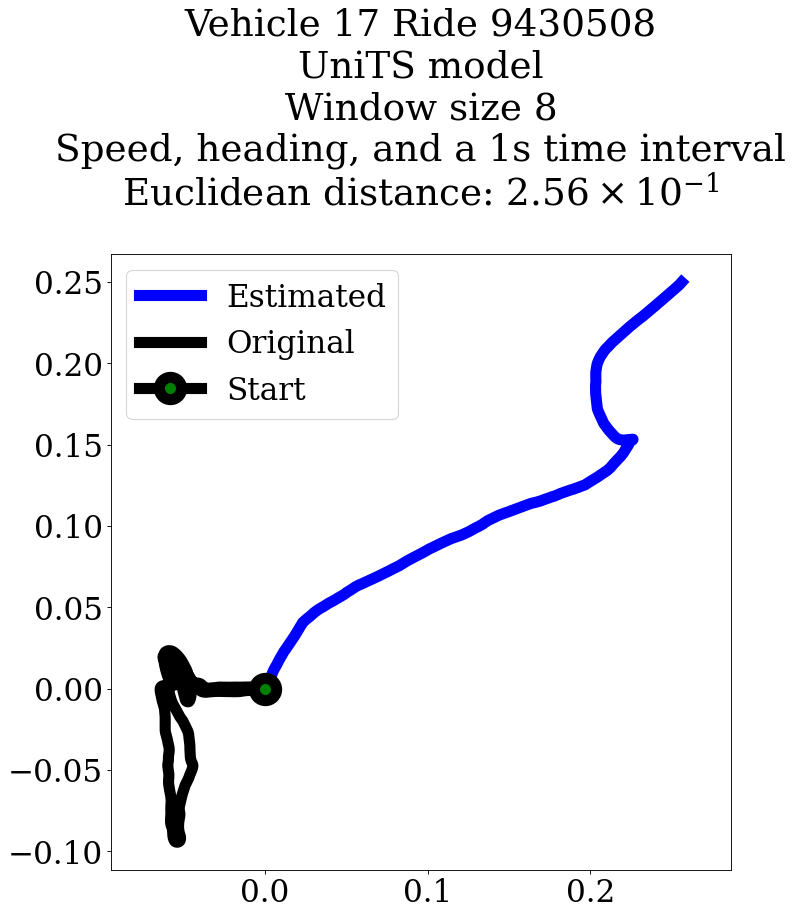 Vehicle 17 Ride 9430508
UniTS model
Window size 8
Speed, heading, and a 1s time interval
Euclidean distance: 2.56 × 10⁻¹
Estimated
Original
Start
0.25
0.20
0.15
0.10
0.05
0.00
−0.05
−0.10
0.0 0.1 0.2